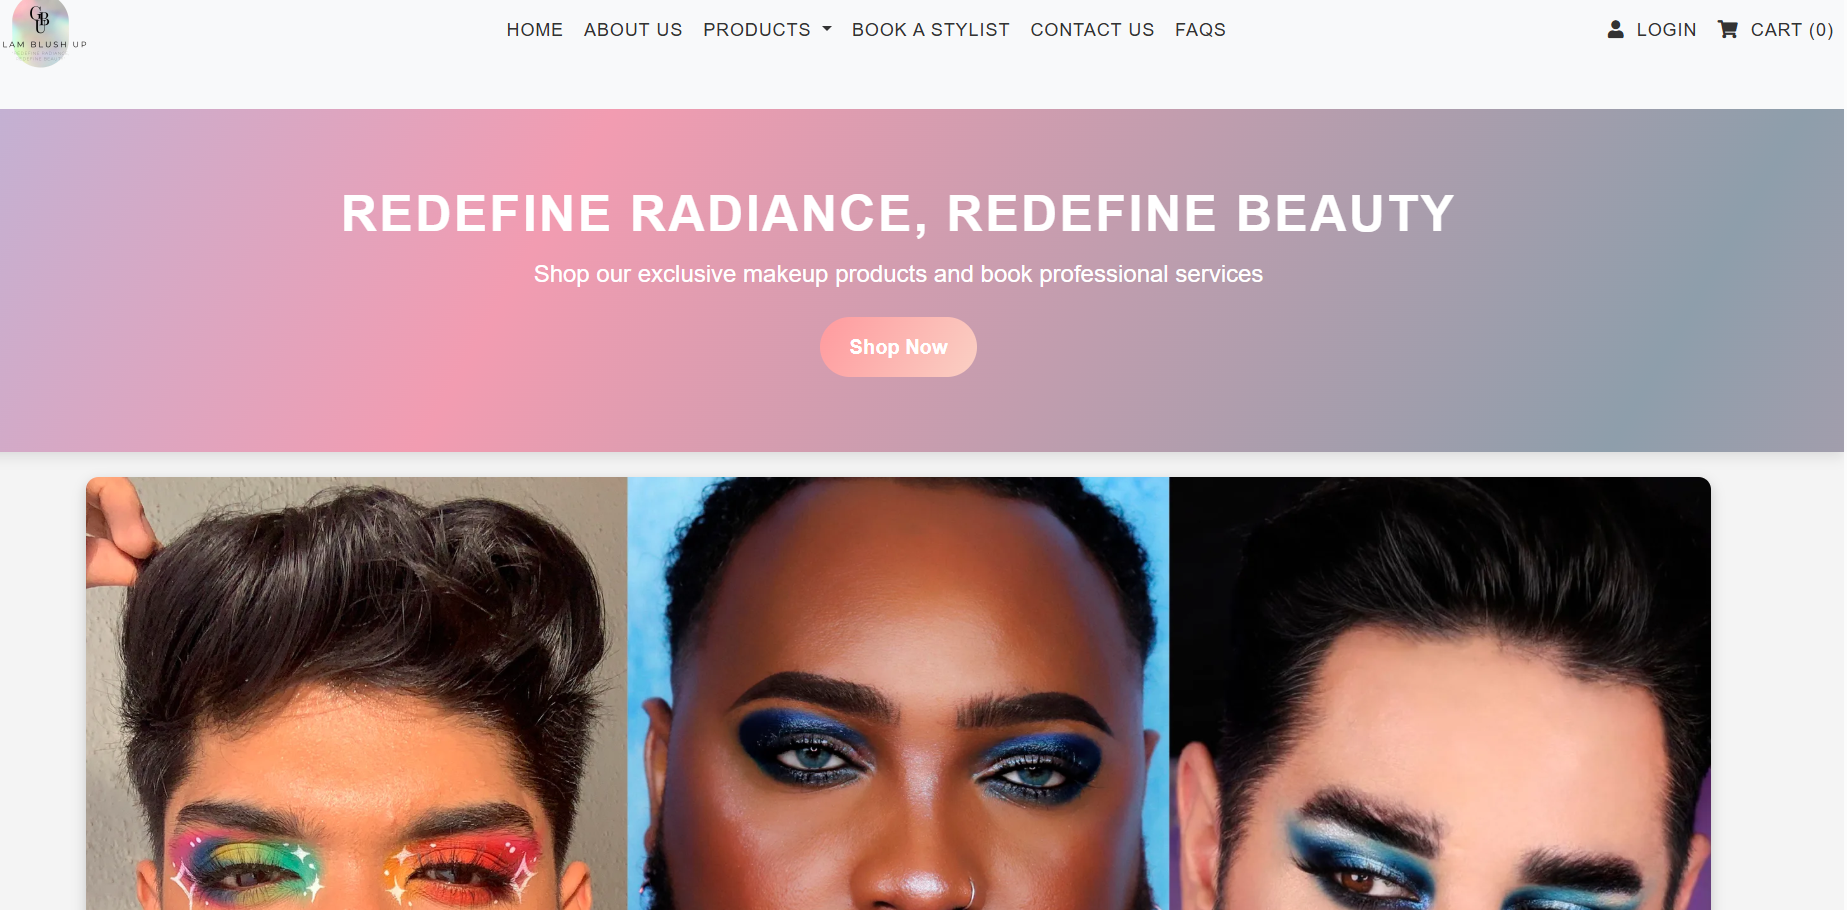 GBU
LAM BLUSH UP
HOME ABOUT US PRODUCTS BOOK A STYLIST CONTACT US FAQS
LOGIN CART (0)
REDEFINE RADIANCE, REDEFINE BEAUTY
Shop our exclusive makeup products and book professional services
Shop Now